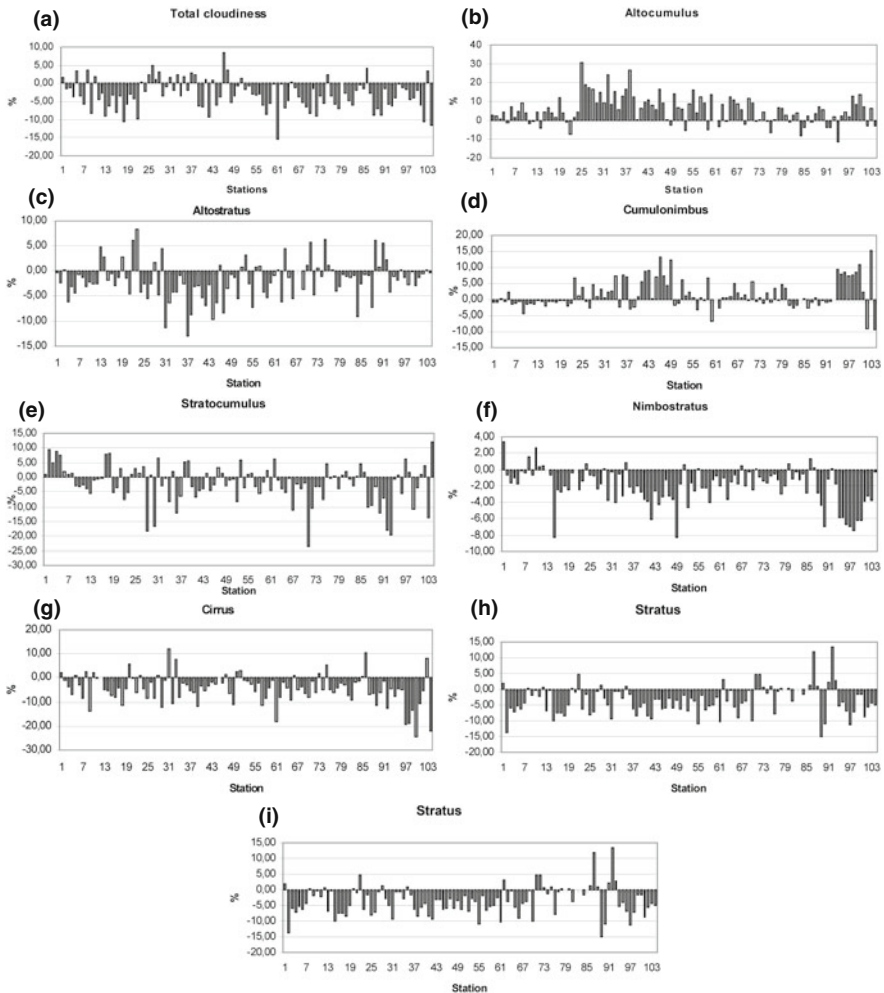 (a)
Total cloudiness
10,00
5,00
0,00
-5,00
-10,00
-15,00
-20,00
%
1 7 13 19 25 31 37 43 49 55 61 67 73 79 85 91 97 103
Stations
(b)
Altocumulus
40
30
20
10
0
10
20
%
1 7 13 19 25 31 37 43 49 55 61 67 73 79 85 91 97 103
Station
(c)
Altostratus
10,00
5,00
0,00
-5,00
-10,00
-15,00
%
1 7 13 19 25 31 37 43 49 55 61 67 73 79 85 91 97 103
Station
(d)
Cumulonimbus
20,00
15,00
10,00
5,00
0,00
-5,00
-10,00
-15,00
%
1 7 13 19 25 31 37 43 49 55 61 67 73 79 85 91 97 103
Station
(e)
Stratocumulus
15,00
10,00
5,00
0,00
-5,00
-10,00
-15,00
-20,00
-25,00
-30,00
%
1 7 13 19 25 31 37 43 49 55 61 67 73 79 85 91 97 103
Station
(f)
Nimbostratus
4,00
2,00
0,00
-2,00
-4,00
-6,00
-8,00
-10,00
%
1 7 13 19 25 31 37 43 49 55 61 67 73 79 85 91 97 103
Station
(g)
Cirrus
20,00
10,00
0,00
-10,00
-20,00
-30,00
%
1 7 13 19 25 31 37 43 49 55 61 67 73 79 85 91 97 103
Station
(h)
Stratus
15,00
10,00
5,00
0,00
-5,00
-10,00
-15,00
-20,00
%
1 7 13 19 25 31 37 43 49 55 61 67 73 79 85 91 97 103
Station
(i)
Stratus
15,00
10,00
5,00
0,00
-5,00
-10,00
-15,00
-20,00
%
1 7 13 19 25 31 37 43 49 55 61 67 73 79 85 91 97 103
Station